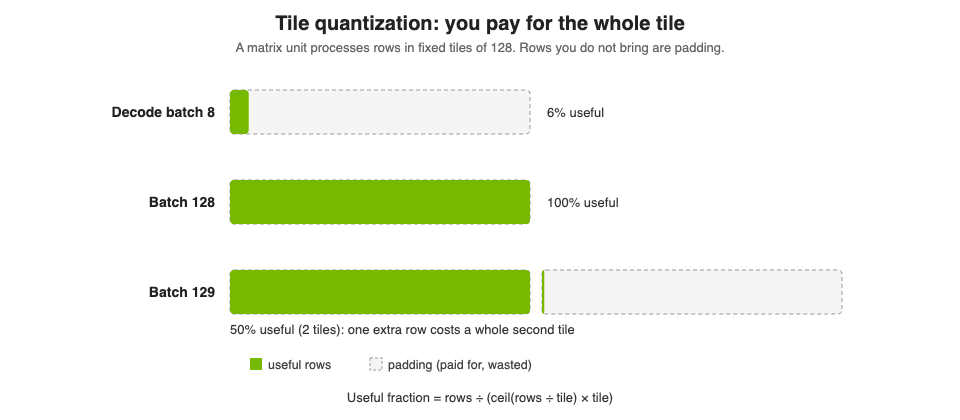 Tile quantization: you pay for the whole tile
A matrix unit processes rows in fixed tiles of 128. Rows you do not bring are padding.
Decode batch 8
6% useful
Batch 128
100% useful
Batch 129
50% useful (2 tiles): one extra row costs a whole second tile
useful rows
padding (paid for, wasted)
Useful fraction = rows ÷ (ceil(rows ÷ tile) × tile)